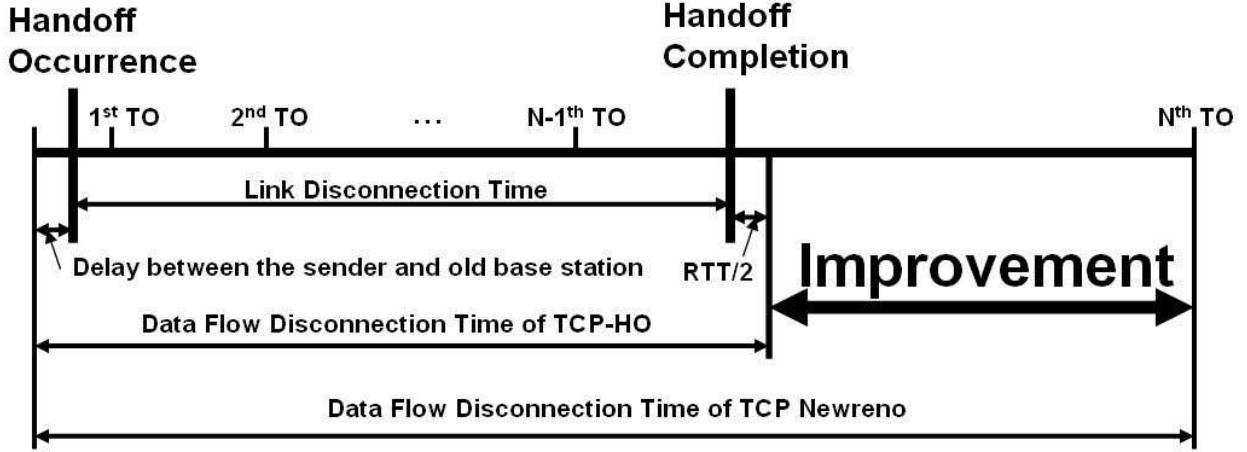 Handoff
Occurrence
Handoff
Completion
1st TO
2nd TO
...
N-1th TO
Nth TO
Link Disconnection Time
Delay between the sender and old base station
RTT/2
Improvement
Data Flow Disconnection Time of TCP-HO
Data Flow Disconnection Time of TCP Newreno